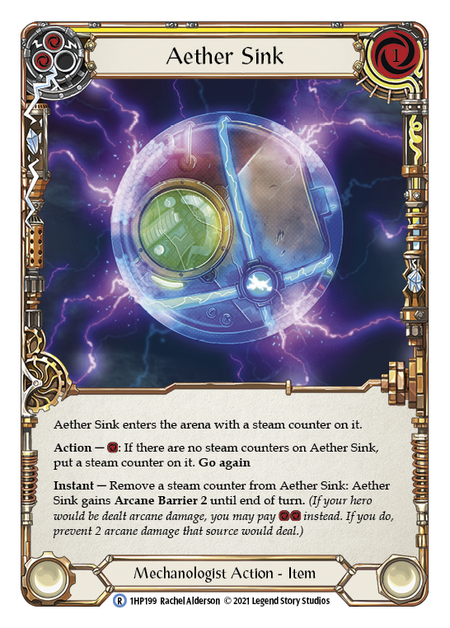 Aether Sink
1
Aether Sink enters the arena with a steam counter on it.
Action — : If there are no steam counters on Aether Sink,
put a steam counter on it. Go again
Instant — Remove a steam counter from Aether Sink: Aether
Sink gains Arcane Barrier 2 until end of turn. (If your hero
would be dealt arcane damage, you may pay instead. If you do,
prevent 2 arcane damage that source would deal.)
Mechanologist Action - Item
R 1HP199 Rachel Alderson © 2021 Legend Story Studios